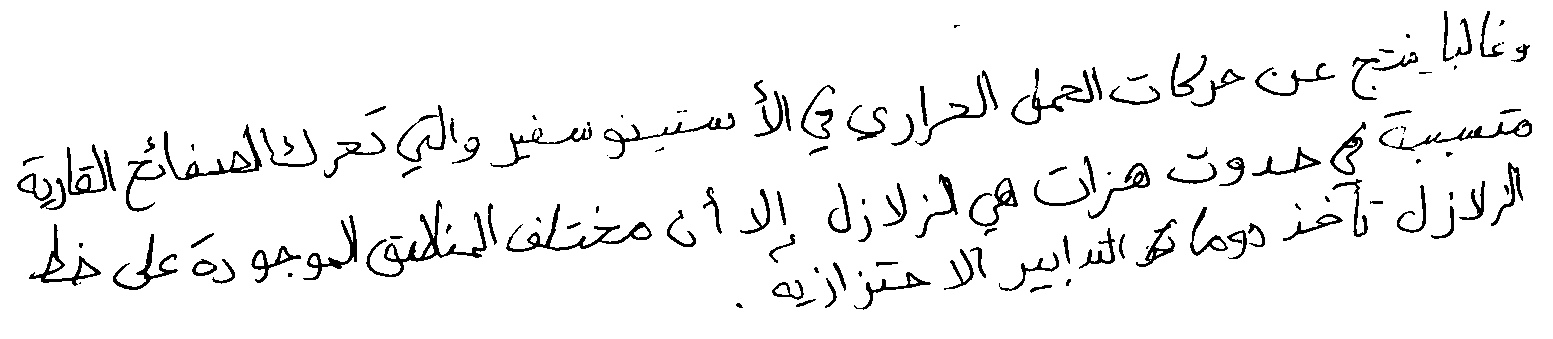 وغالبا ينتج عن حركات الحمل الحراري في الأستينوسفير والتي تحرك الصفائح القارية
متسببة في حدوث هزات هي الزلازل إلا أن مختلف المناطق الموجودة على خط
الزلازل تأخذ دوما التدابير الاحترازية .